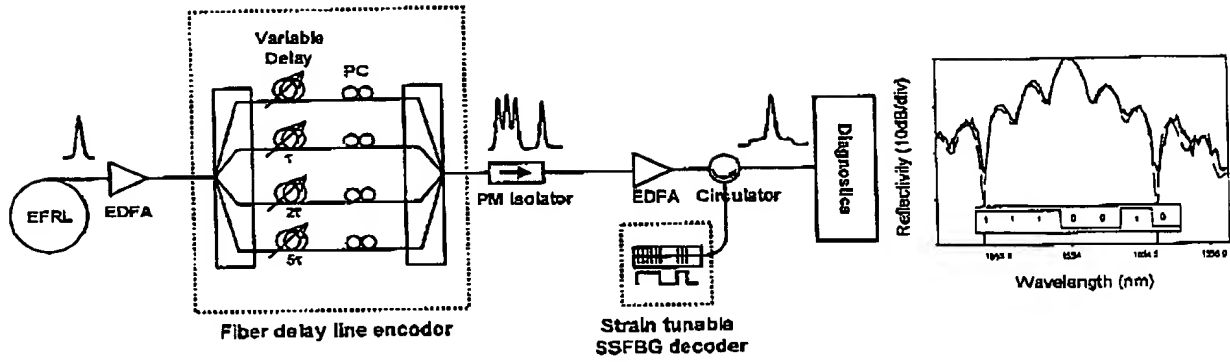 Variable
Delay
PC
τ
2τ
5τ
EFRL
EDFA
Fiber delay line encoder
PM Isolator
EDFA
Circulator
Diagnostics
Strain tunable
SSFBG decoder
Reflectivity (10dB/div)
1 1 1 0 0 1 0
Wavelength (nm)